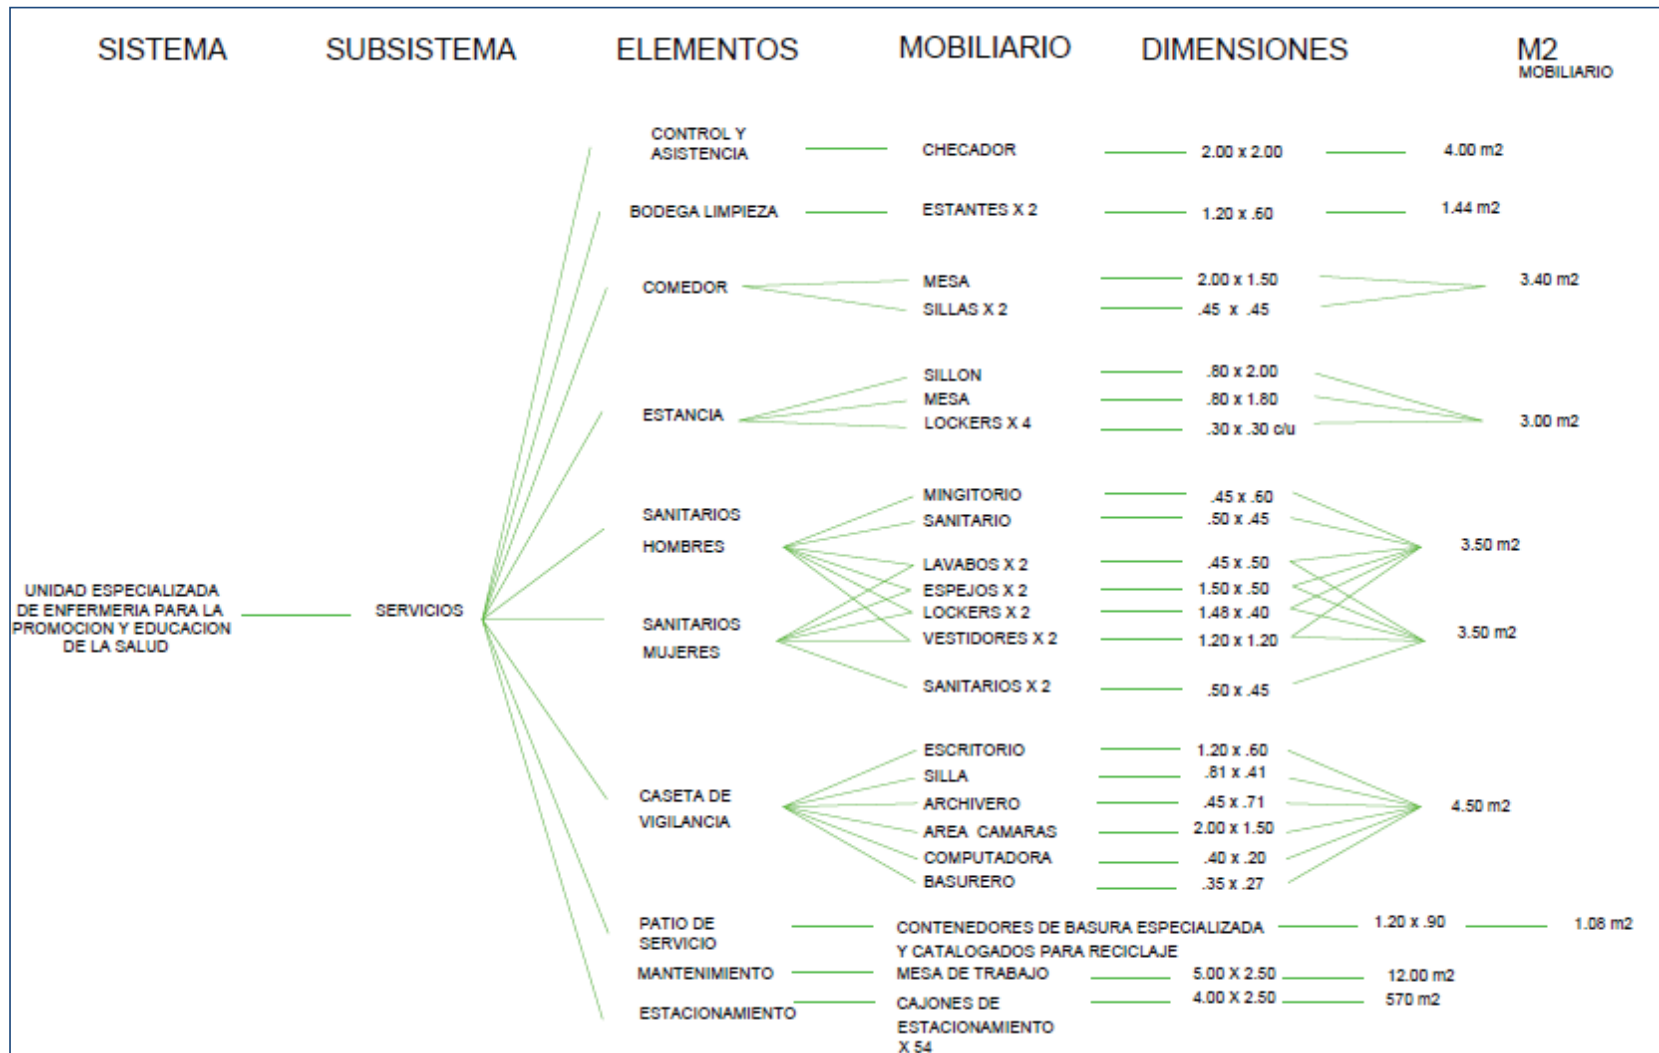 SISTEMA SUBSISTEMA ELEMENTOS MOBILIARIO DIMENSIONES M2
MOBILIARIO
CONTROL Y
ASISTENCIA CHECADOR 2.00 x 2.00 4.00 m2
BODEGA LIMPIEZA ESTANTES X 2 1.20 x .60 1.44 m2
COMEDOR MESA 2.00 x 1.50 3.40 m2
SILLAS X 2 .45 x .45
ESTANCIA SILLON .80 x 2.00 3.00 m2
MESA .80 x 1.80
LOCKERS X 4 .30 x .30 c/u
SANITARIOS
HOMBRES MINGITORIO .45 x .60 3.50 m2
SANITARIO .50 x .45
LAVABOS X 2 .45 x .50
ESPEJOS X 2 1.50 x .50
LOCKERS X 2 1.48 x .40
UNIDAD ESPECIALIZADA
DE ENFERMERIA PARA LA
PROMOCION Y EDUCACION
DE LA SALUD
SERVICIOS
SANITARIOS
MUJERES VESTIDORES X 2 1.20 x 1.20 3.50 m2
SANITARIOS X 2 .50 x .45
CASETA DE
VIGILANCIA ESCRITORIO 1.20 x .60 4.50 m2
SILLA .81 x .41
ARCHIVERO .45 x .71
AREA CAMARAS 2.00 x 1.50
COMPUTADORA .40 x .20
BASURERO .35 x .27
PATIO DE
SERVICIO CONTENEDORES DE BASURA ESPECIALIZADA 1.20 x .90 1.08 m2
Y CATALOGADOS PARA RECICLAJE
MANTENIMIENTO MESA DE TRABAJO 5.00 X 2.50 12.00 m2
ESTACIONAMIENTO CAJONES DE 4.00 X 2.50 570 m2
ESTACIONAMIENTO
X 54